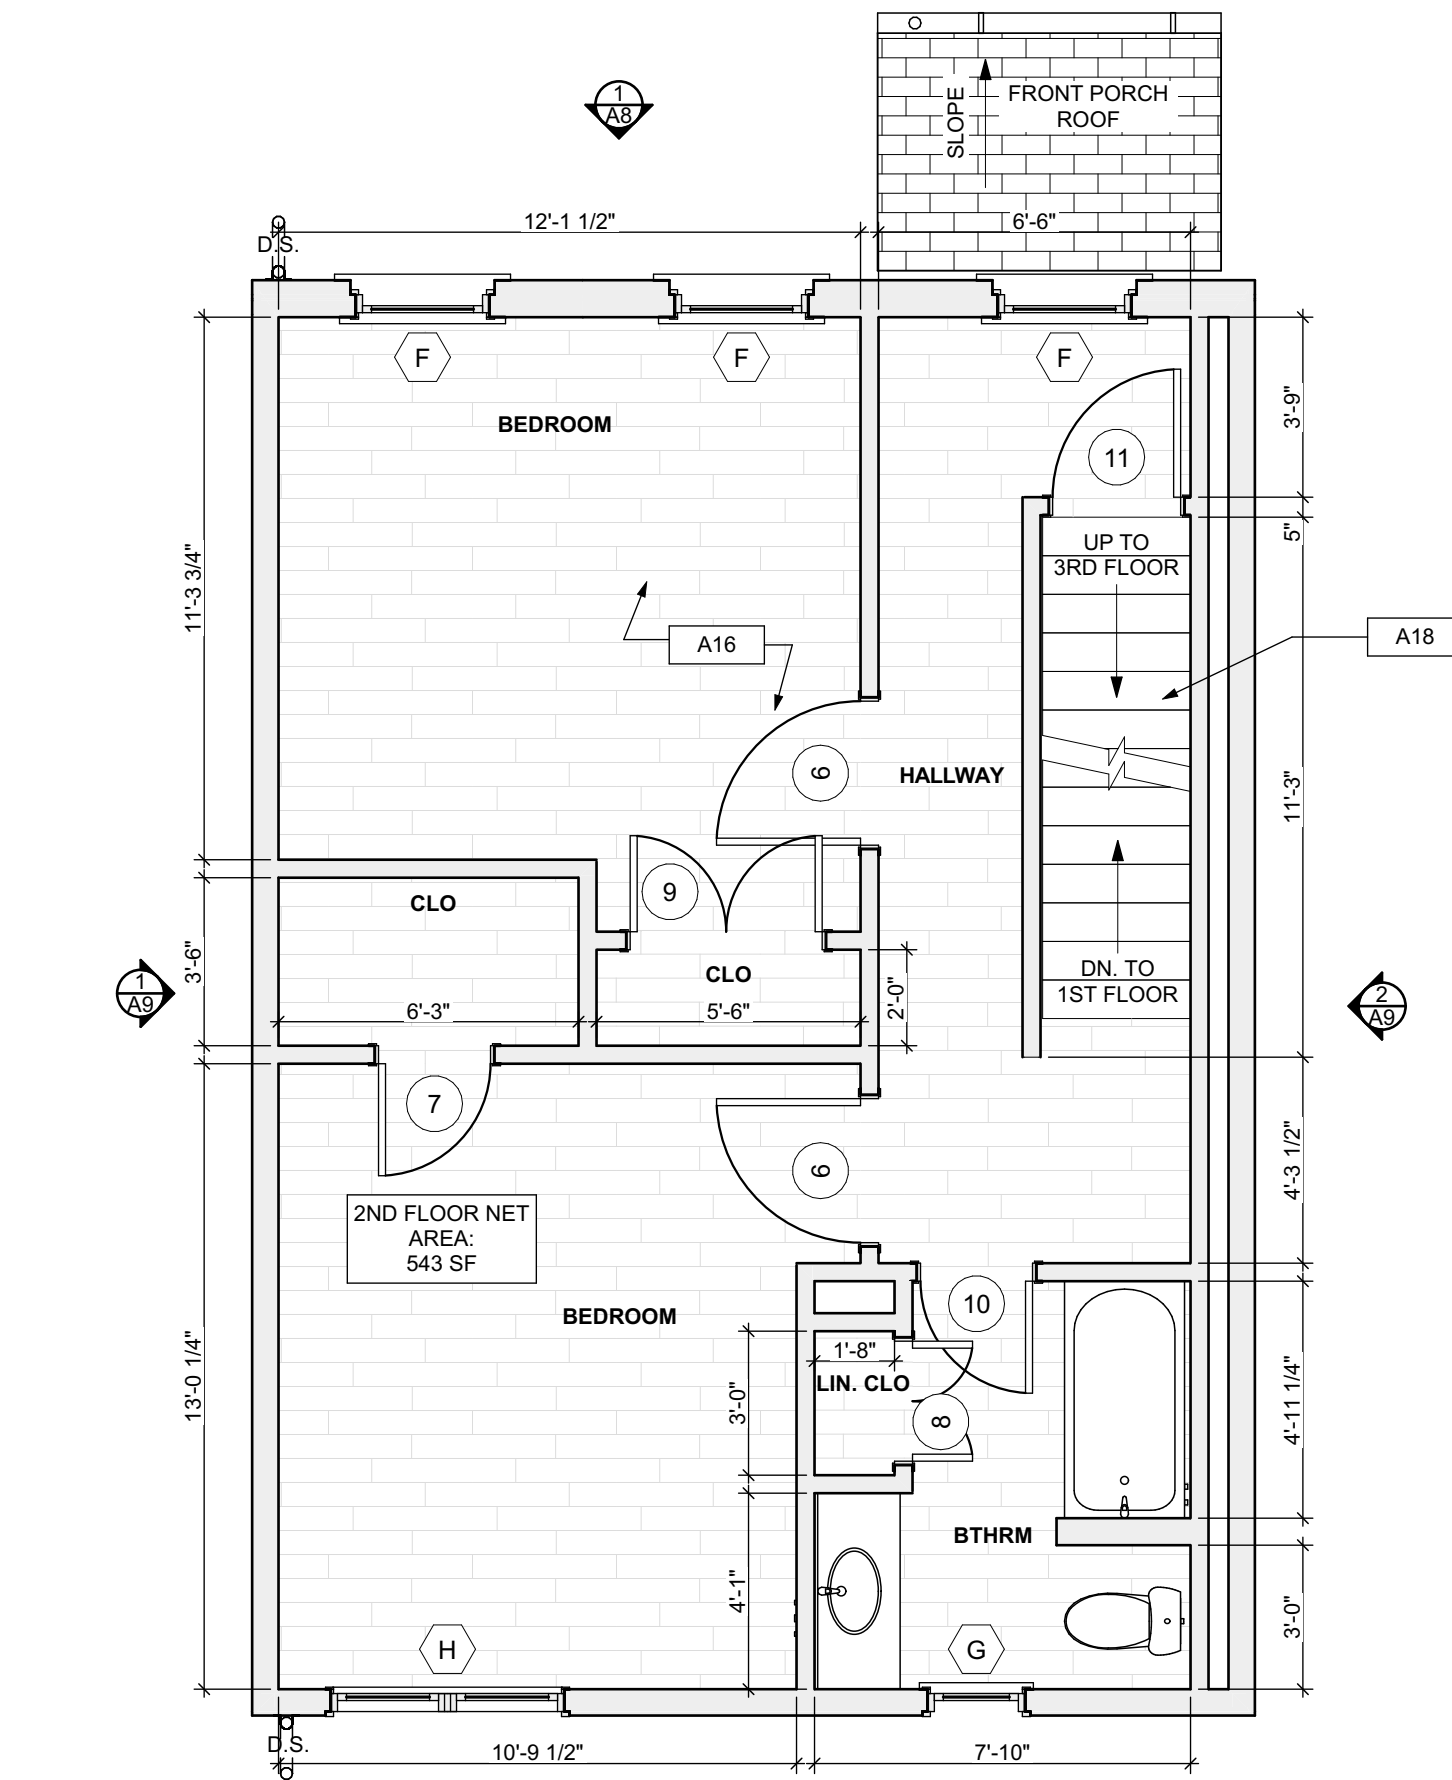 1
A8
SLOPE
FRONT PORCH
ROOF
12'-1 1/2"
6'-6"
D.S.
F
F
F
BEDROOM
3'-9"
11
5"
UP TO
3RD FLOOR
11'-3 3/4"
A16
A18
6
HALLWAY
11'-3"
9
CLO
3'-6"
1
A9
6'-3"
CLO
5'-6"
2'-0"
DN. TO
1ST FLOOR
2
A9
7
6
4'-3 1/2"
2ND FLOOR NET
AREA:
543 SF
BEDROOM
10
13'-0 1/4"
1'-8"
LIN. CLO
3'-0"
8
4'-11 1/4"
BTHRM
4'-1"
3'-0"
H
G
D.S.
10'-9 1/2"
7'-10"